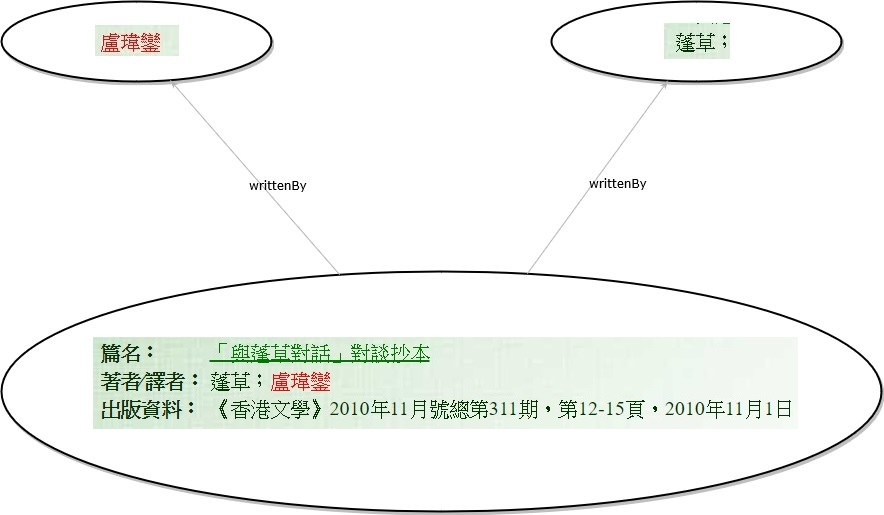 盧瑋鑾
蓬草；
writtenBy
writtenBy
篇名： 「與蓬草對話」對談抄本
著者/譯者： 蓬草；盧瑋鑾
出版資料： 《香港文學》2010年11月號總第311期，第12-15頁，2010年11月1日